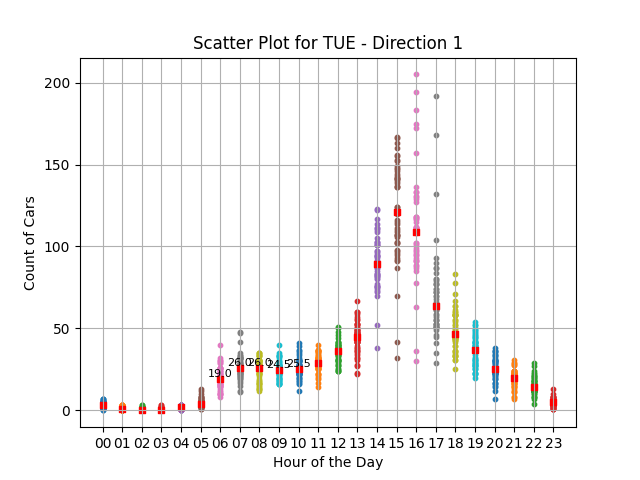 Scatter Plot for TUE - Direction 1
Count of Cars
200
150
100
50
0
19.0 26.0 26.0 24.5 25.5
00 01 02 03 04 05 06 07 08 09 10 11 12 13 14 15 16 17 18 19 20 21 22 23
Hour of the Day